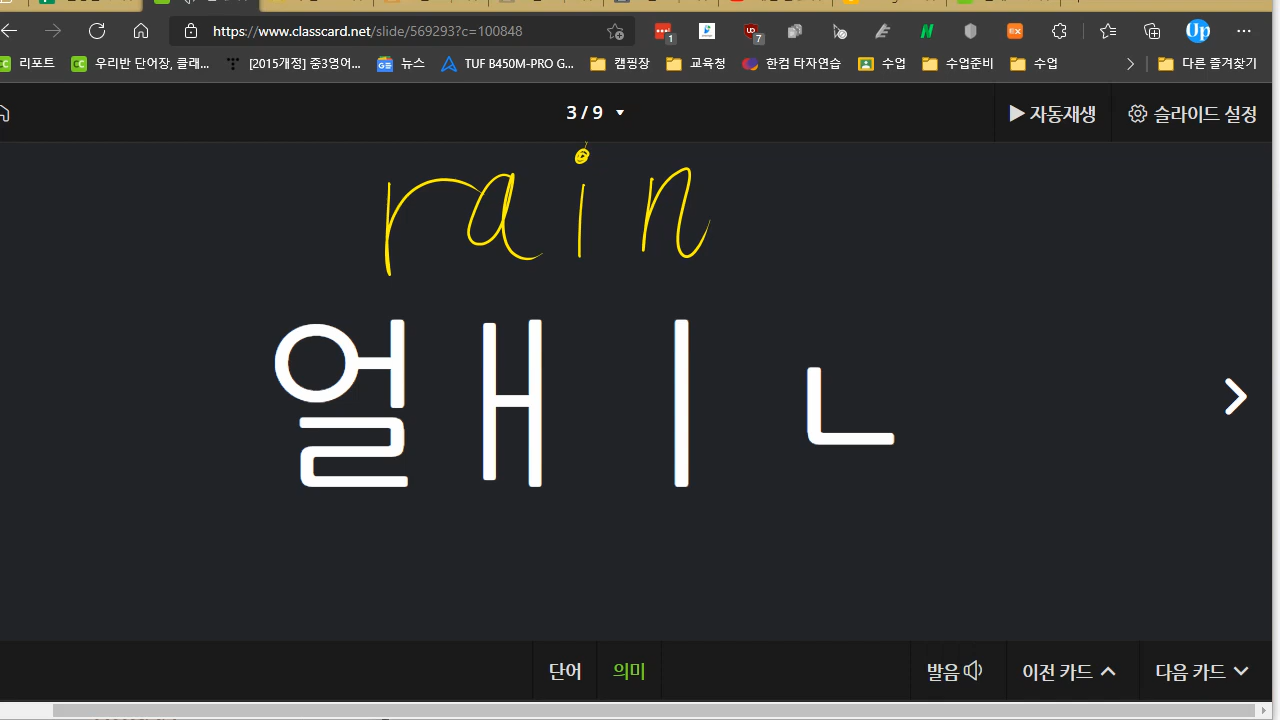 https://www.classcard.net/slide/569293?c=100848
1
7
리포트 우리반 단어장, 클래... [2015개정] 중3영어... 뉴스 TUF B450M-PRO G... 캠핑장 교육청 한컴 타자연습 수업 수업준비 수업 다른 즐겨찾기
3 / 9 자동재생 슬라이드 설정
rain
얼 ㅐ ㅣ ㄴ
단어 의미 발음 이전 카드 다음 카드